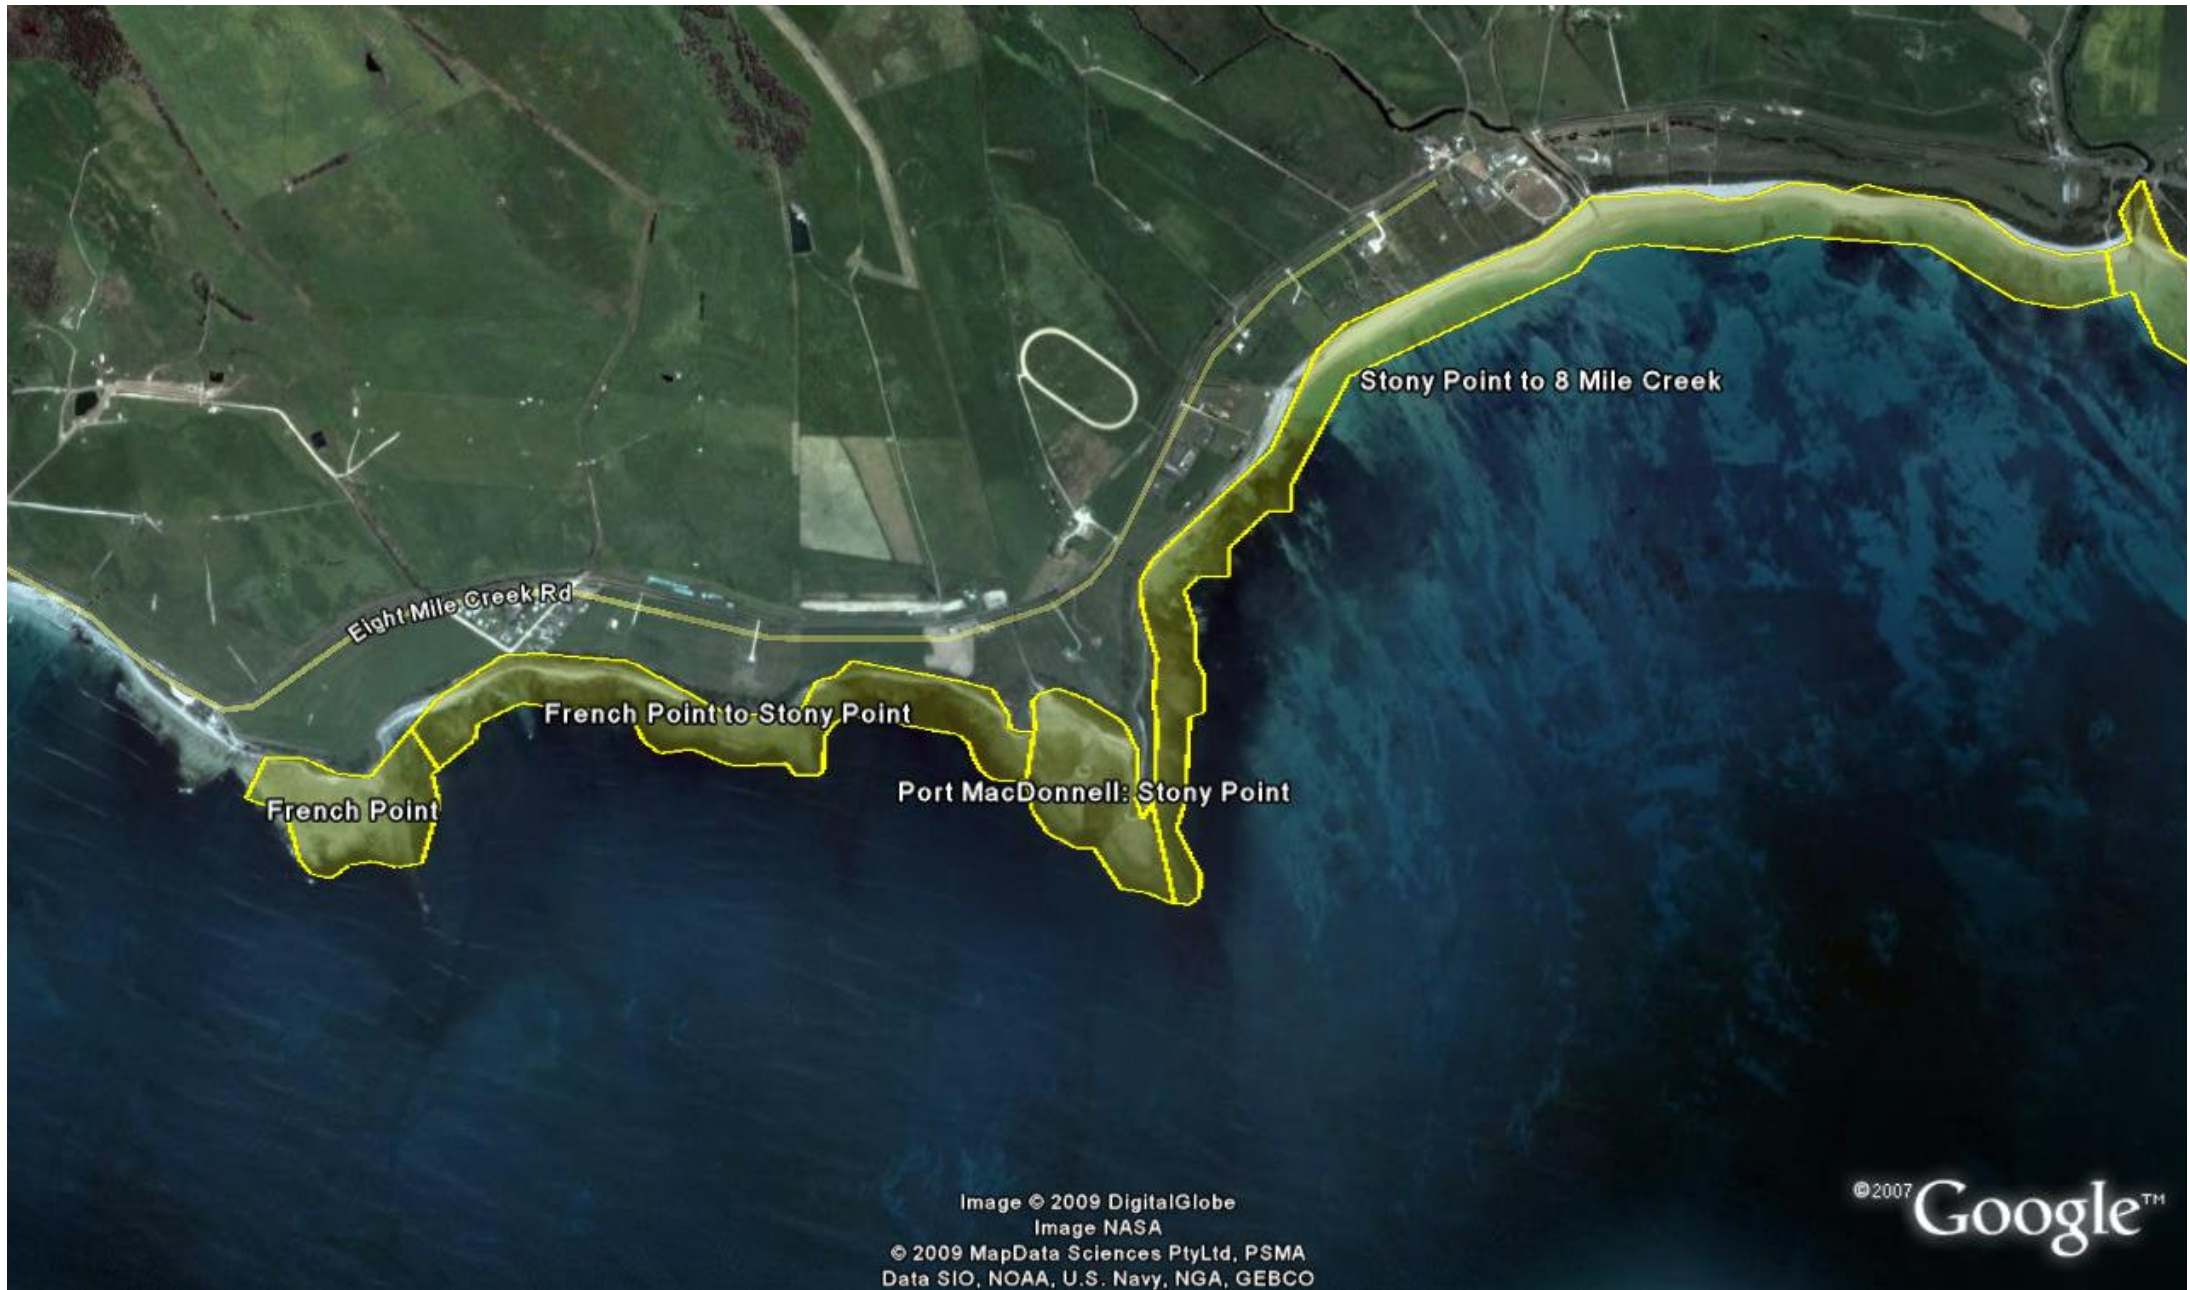 Stony Point to 8 Mile Creek
Eight Mile Creek Rd
French Point to Stony Point
Port MacDonnell: Stony Point
French Point
Image © 2009 DigitalGlobe
Image NASA
© 2009 MapData Sciences PtyLtd, PSMA
Data SIO, NOAA, U.S. Navy, NGA, GEBCO
©2007 Google™